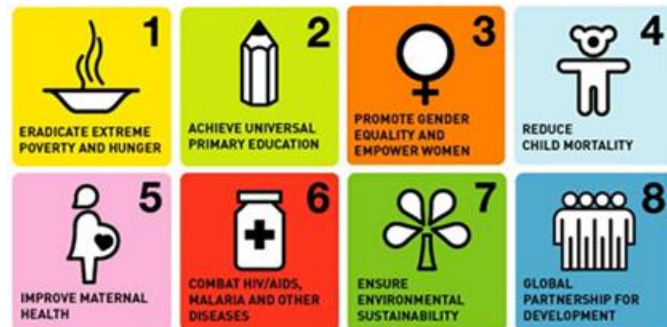 1
ERADICATE EXTREME
POVERTY AND HUNGER
2
ACHIEVE UNIVERSAL
PRIMARY EDUCATION
3
PROMOTE GENDER
EQUALITY AND
EMPOWER WOMEN
4
REDUCE
CHILD MORTALITY
5
IMPROVE MATERNAL
HEALTH
6
COMBAT HIV/AIDS,
MALARIA AND OTHER
DISEASES
7
ENSURE
ENVIRONMENTAL
SUSTAINABILITY
8
GLOBAL
PARTNERSHIP FOR
DEVELOPMENT